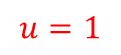 u = 1